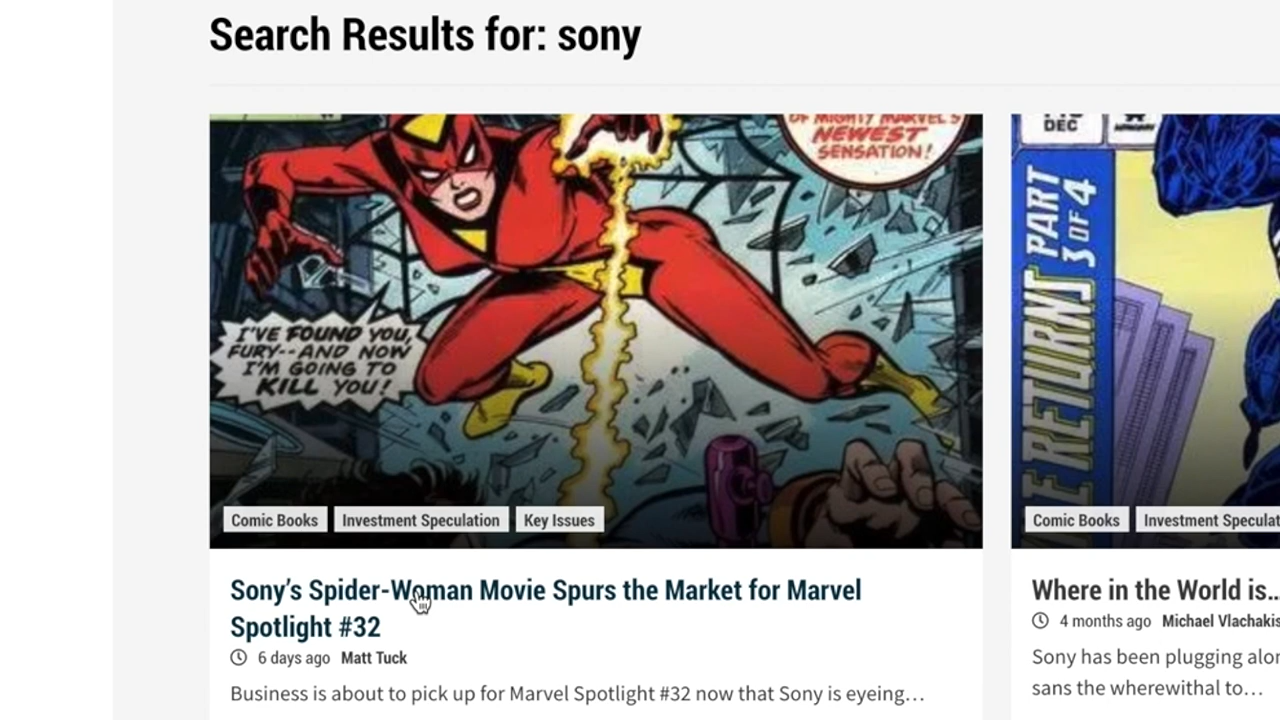 Search Results for: sony
OF MIGHTY MARVEL'S
NEWEST
SENSATION!
I'VE FOUND YOU,
FURY--AND NOW
I'M GOING TO
KILL YOU!
Comic Books
Investment Speculation
Key Issues
Sony's Spider-Woman Movie Spurs the Market for Marvel
Spotlight #32
6 days ago Matt Tuck
Business is about to pick up for Marvel Spotlight #32 now that Sony is eyeing…
DEC
PART
3 OF 4
RETURN
Comic Books
Investment Speculat
Where in the World is…
4 months ago Michael Vlachakis
Sony has been plugging alon
sans the wherewithal to…